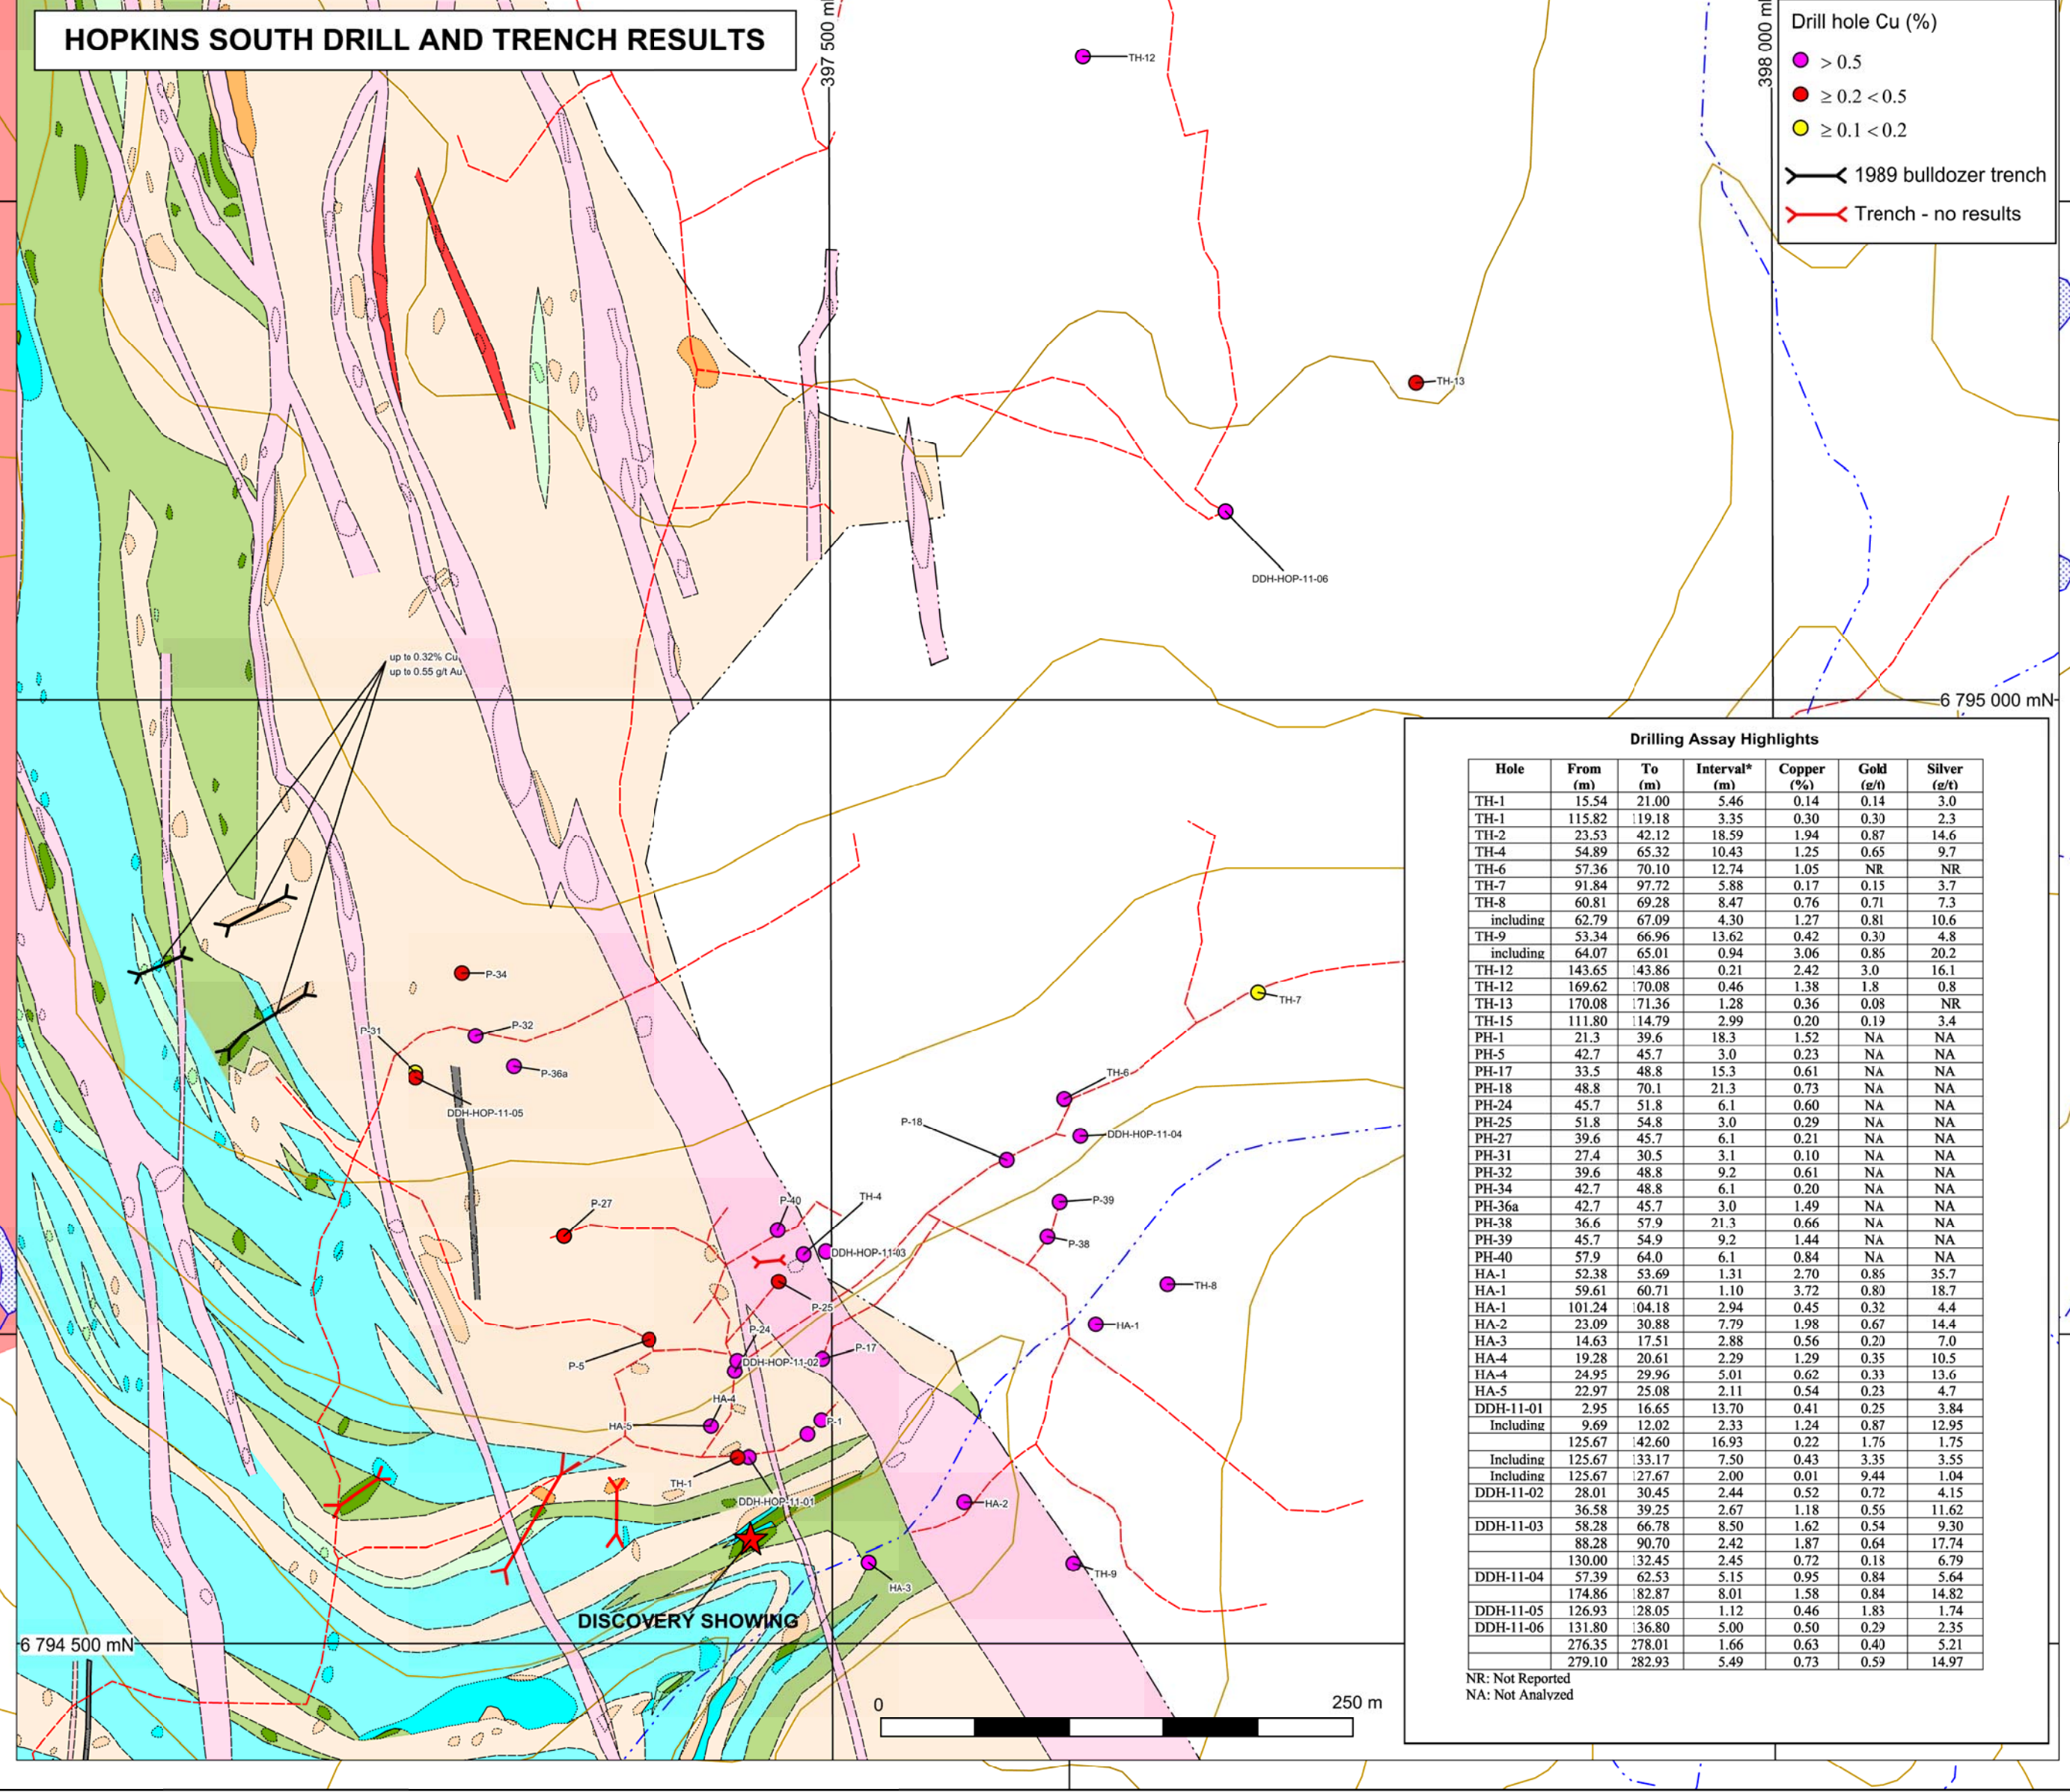 HOPKINS SOUTH DRILL AND TRENCH RESULTS
397 500 m
398 000 m
Drill hole Cu (%)
> 0.5
≥ 0.2 < 0.5
≥ 0.1 < 0.2
1989 bulldozer trench
Trench - no results
TH-12
TH-13
DDH-HOP-11-06
up to 0.32% Cu
up to 0.55 g/t Au
6 795 000 mN
P-34
TH-7
P-31
P-32
P-36a
DDH-HOP-11-05
TH-6
P-18
DDH-H0P-11-04
P-27
P-40
TH-4
P-39
DDH-HOP-11-03
P-38
TH-8
P-25
HA-1
P-24
P-17
P-5
DDH-HOP-11-02
HA-4
HA-5
P-1
TH-1
DDH-HOP-11-01
HA-2
TH-9
HA-3
DISCOVERY SHOWING
6 794 500 mN
0 250 m
Drilling Assay Highlights
Hole From To Interval* Copper Gold Silver
(m) (m) (m) (%) (g/t) (g/t)
TH-1 15.54 21.00 5.46 0.14 0.14 3.0
TH-1 115.82 119.18 3.35 0.30 0.30 2.3
TH-2 23.53 42.12 18.59 1.94 0.87 14.6
TH-4 54.89 65.32 10.43 1.25 0.65 9.7
TH-6 57.36 70.10 12.74 1.05 NR NR
TH-7 91.84 97.72 5.88 0.17 0.15 3.7
TH-8 60.81 69.28 8.47 0.76 0.71 7.3
including 62.79 67.09 4.30 1.27 0.81 10.6
TH-9 53.34 66.96 13.62 0.42 0.30 4.8
including 64.07 65.01 0.94 3.06 0.86 20.2
TH-12 143.65 143.86 0.21 2.42 3.0 16.1
TH-12 169.62 170.08 0.46 1.38 1.8 0.8
TH-13 170.08 171.36 1.28 0.36 0.08 NR
TH-15 111.80 114.79 2.99 0.20 0.19 3.4
PH-1 21.3 39.6 18.3 1.52 NA NA
PH-5 42.7 45.7 3.0 0.23 NA NA
PH-17 33.5 48.8 15.3 0.61 NA NA
PH-18 48.8 70.1 21.3 0.73 NA NA
PH-24 45.7 51.8 6.1 0.60 NA NA
PH-25 51.8 54.8 3.0 0.29 NA NA
PH-27 39.6 45.7 6.1 0.21 NA NA
PH-31 27.4 30.5 3.1 0.10 NA NA
PH-32 39.6 48.8 9.2 0.61 NA NA
PH-34 42.7 48.8 6.1 0.20 NA NA
PH-36a 42.7 45.7 3.0 1.49 NA NA
PH-38 36.6 57.9 21.3 0.66 NA NA
PH-39 45.7 54.9 9.2 1.44 NA NA
PH-40 57.9 64.0 6.1 0.84 NA NA
HA-1 52.38 53.69 1.31 2.70 0.86 35.7
HA-1 59.61 60.71 1.10 3.72 0.80 18.7
HA-1 101.24 104.18 2.94 0.45 0.32 4.4
HA-2 23.09 30.88 7.79 1.98 0.67 14.4
HA-3 14.63 17.51 2.88 0.56 0.20 7.0
HA-4 19.28 20.61 2.29 1.29 0.35 10.5
HA-4 24.95 29.96 5.01 0.62 0.33 13.6
HA-5 22.97 25.08 2.11 0.54 0.23 4.7
DDH-11-01 2.95 16.65 13.70 0.41 0.25 3.84
Including 9.69 12.02 2.33 1.24 0.87 12.95
125.67 142.60 16.93 0.22 1.76 1.75
Including 125.67 133.17 7.50 0.43 3.35 3.55
Including 125.67 127.67 2.00 0.01 9.44 1.04
DDH-11-02 28.01 30.45 2.44 0.52 0.72 4.15
36.58 39.25 2.67 1.18 0.56 11.62
DDH-11-03 58.28 66.78 8.50 1.62 0.54 9.30
88.28 90.70 2.42 1.87 0.64 17.74
130.00 132.45 2.45 0.72 0.18 6.79
DDH-11-04 57.39 62.53 5.15 0.95 0.84 5.64
174.86 182.87 8.01 1.58 0.84 14.82
DDH-11-05 126.93 128.05 1.12 0.46 1.83 1.74
DDH-11-06 131.80 136.80 5.00 0.50 0.29 2.35
276.35 278.01 1.66 0.63 0.40 5.21
279.10 282.93 5.49 0.73 0.59 14.97
NR: Not Reported
NA: Not Analyzed